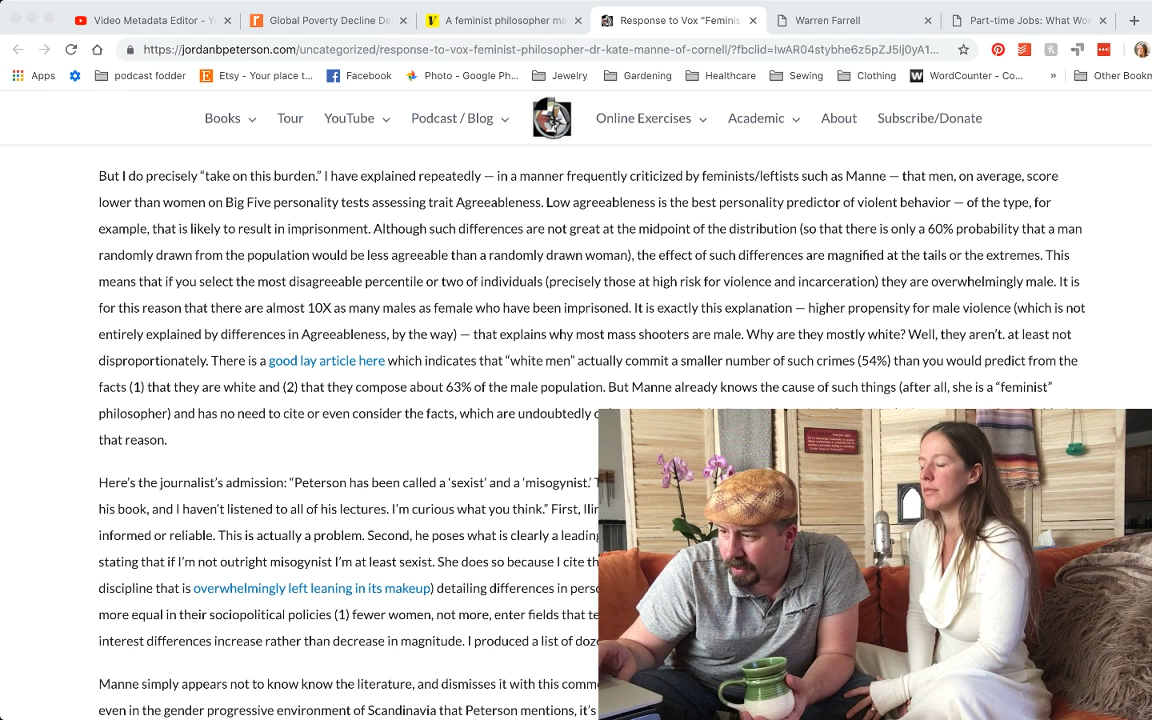 Video Metadata Editor - Y
Global Poverty Decline De
A feminist philosopher ma
Response to Vox "Feminis
Warren Farrell
Part-time Jobs: What Wo
https://jordanbpeterson.com/uncategorized/response-to-vox-feminist-philosopher-dr-kate-manne-of-cornell/?fbclid=IwAR04stybhe6z5pZJ5Ij0yA1...
Apps
podcast fodder
Etsy - Your place t...
Facebook
Photo - Google Ph...
Jewelry
Gardening
Healthcare
Sewing
Clothing
WordCounter - Co...
»
Other Bookm
Books
Tour
YouTube
Podcast / Blog
Online Exercises
Academic
About
Subscribe/Donate
But I do precisely “take on this burden.” I have explained repeatedly — in a manner frequently criticized by feminists/leftists such as Manne — that men, on average, score
lower than women on Big Five personality tests assessing trait Agreeableness. Low agreeableness is the best personality predictor of violent behavior — of the type, for
example, that is likely to result in imprisonment. Although such differences are not great at the midpoint of the distribution (so that there is only a 60% probability that a man
randomly drawn from the population would be less agreeable than a randomly drawn woman), the effect of such differences are magnified at the tails or the extremes. This
means that if you select the most disagreeable percentile or two of individuals (precisely those at high risk for violence and incarceration) they are overwhelmingly male. It is
for this reason that there are almost 10X as many males as female who have been imprisoned. It is exactly this explanation — higher propensity for male violence (which is not
entirely explained by differences in Agreeableness, by the way) — that explains why most mass shooters are male. Why are they mostly white? Well, they aren’t. at least not
disproportionately. There is a good lay article here which indicates that “white men” actually commit a smaller number of such crimes (54%) than you would predict from the
facts (1) that they are white and (2) that they compose about 63% of the male population. But Manne already knows the cause of such things (after all, she is a “feminist”
philosopher) and has no need to cite or even consider the facts, which are undoubtedly
that reason.
Here’s the journalist’s admission: “Peterson has been called a ‘sexist’ and a ‘misogynist.’
his book, and I haven’t listened to all of his lectures. I’m curious what you think.” First,
informed or reliable. This is actually a problem. Second, he poses what is clearly a leading
stating that if I’m not outright misogynist I’m at least sexist. She does so because I cite
discipline that is overwhelmingly left leaning in its makeup) detailing differences in
more equal in their sociopolitical policies (1) fewer women, not more, enter fields that
interest differences increase rather than decrease in magnitude. I produced a list of
Manne simply appears not to know know the literature, and dismisses it with this
even in the gender progressive environment of Scandinavia that Peterson mentions, it’s